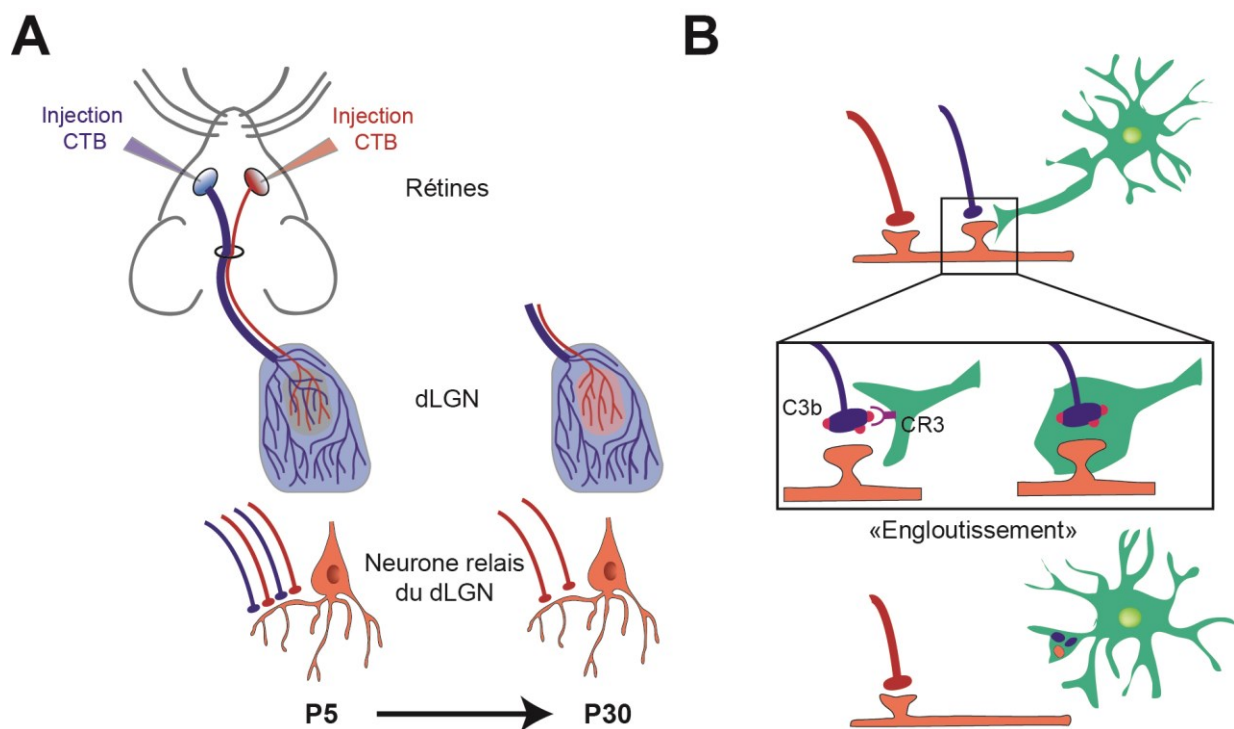 A
Injection
CTB
Injection
CTB
Rétines
dLGN
Neurone relais
du dLGN
P5
P30
B
C3b
CR3
«Engloutissement»